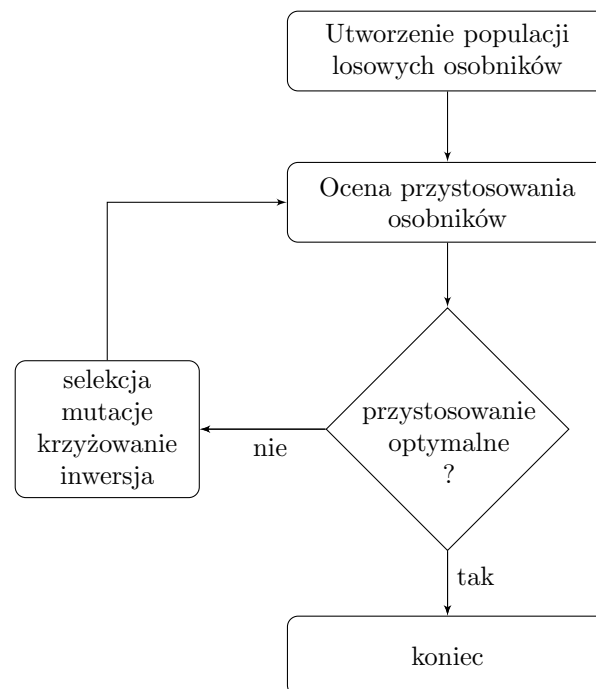 Utworzenie populacji
losowych osobników
Ocena przystosowania
osobników
selekcja
mutacje
krzyżowanie
inwersja
nie
przystosowanie
optymalne
?
tak
koniec